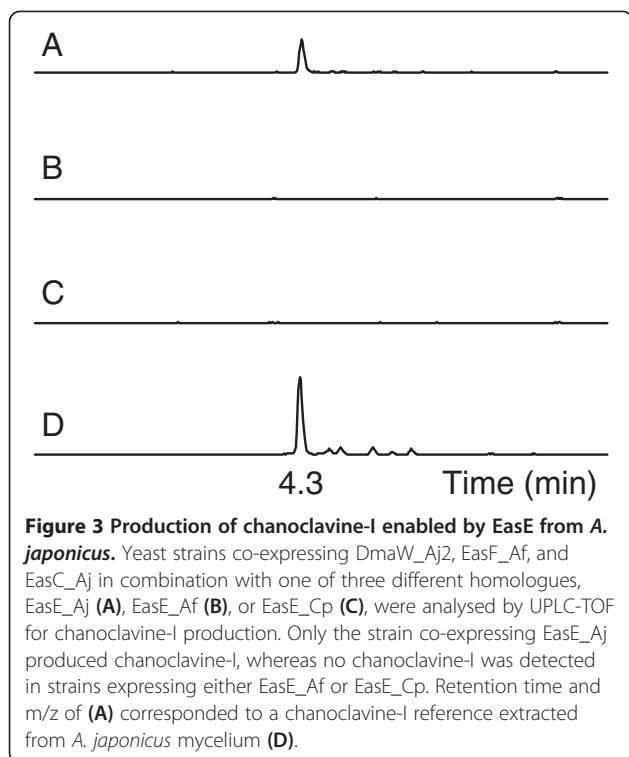 A
B
C
D
4.3 Time (min)
Figure 3 Production of chanoclavine-I enabled by EasE from A.
japonicus. Yeast strains co-expressing DmaW_Aj2, EasF_Af, and
EasC_Aj in combination with one of three different homologues,
EasE_Aj (A), EasE_Af (B), or EasE_Cp (C), were analysed by UPLC-TOF
for chanoclavine-I production. Only the strain co-expressing EasE_Aj
produced chanoclavine-I, whereas no chanoclavine-I was detected
in strains expressing either EasE_Af or EasE_Cp. Retention time and
m/z of (A) corresponded to a chanoclavine-I reference extracted
from A. japonicus mycelium (D).